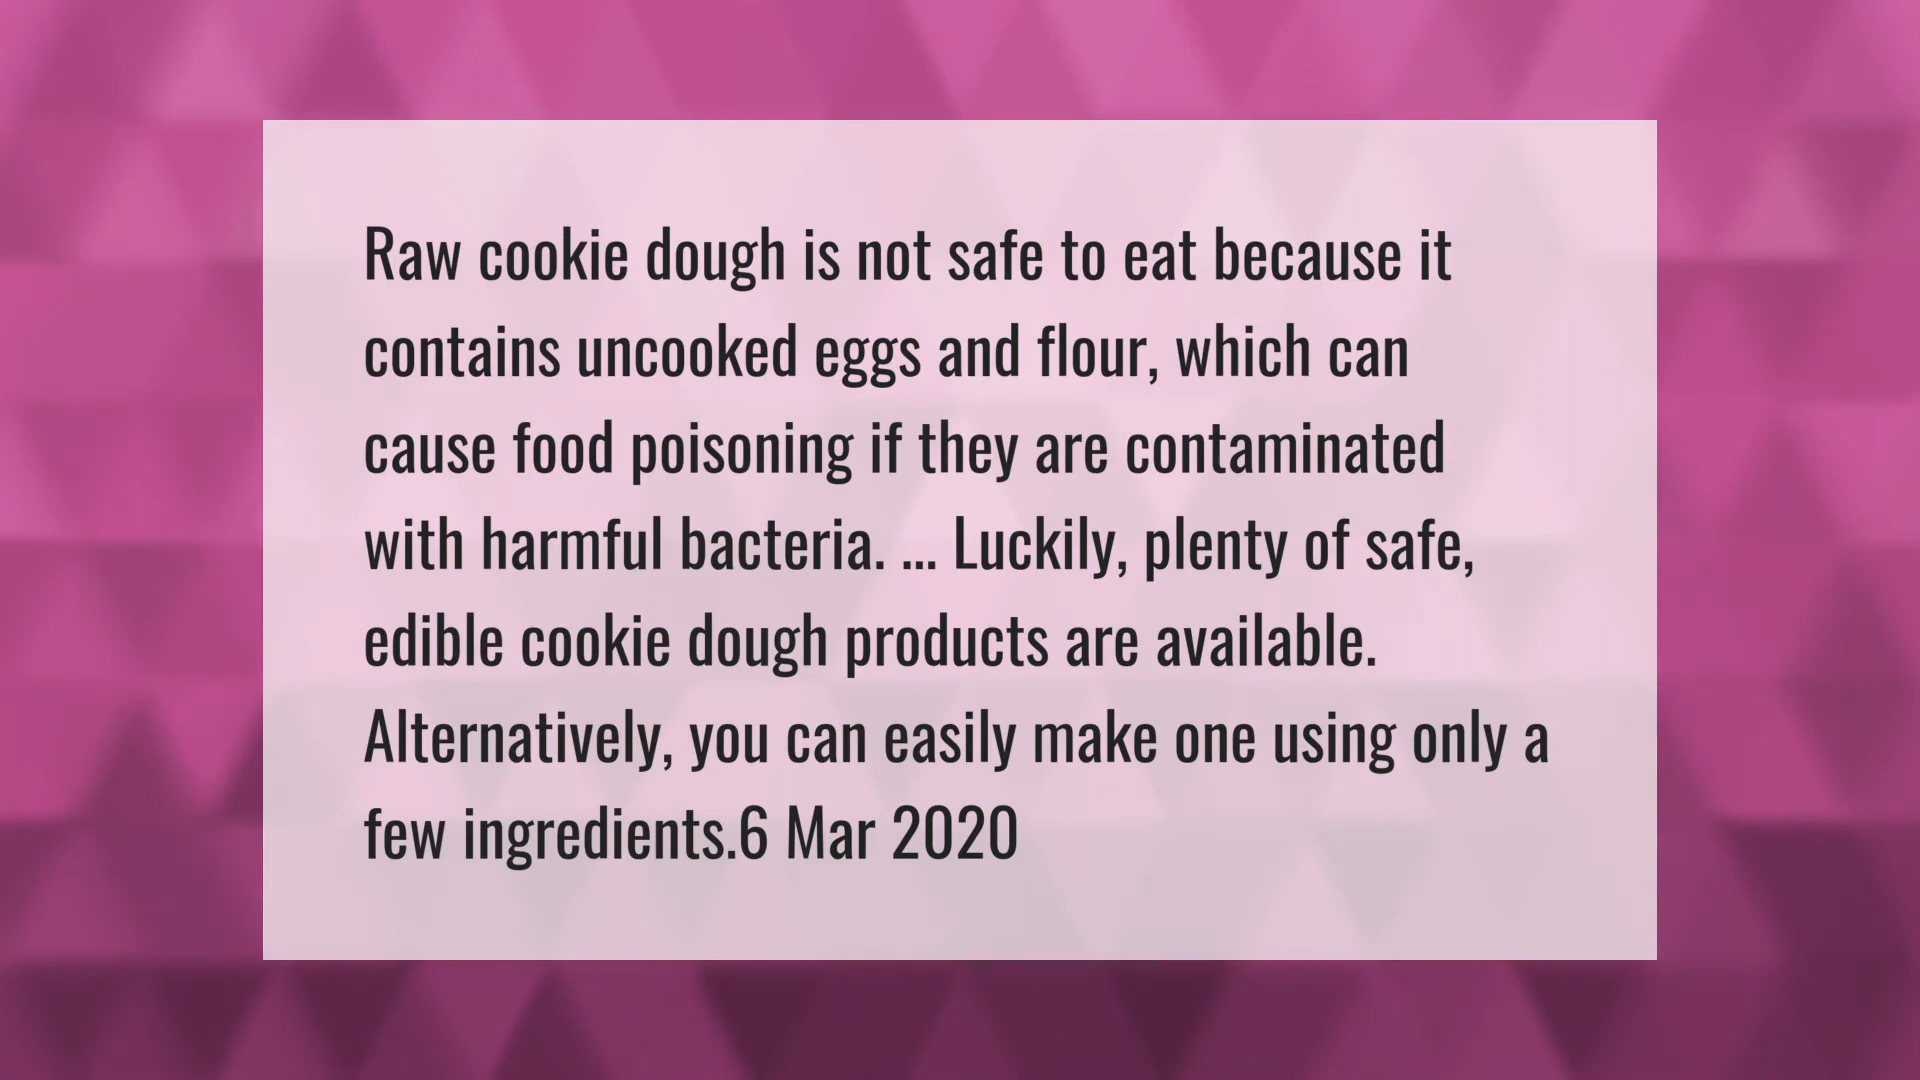 Raw cookie dough is not safe to eat because it
contains uncooked eggs and flour, which can
cause food poisoning if they are contaminated
with harmful bacteria. ... Luckily, plenty of safe,
edible cookie dough products are available.
Alternatively, you can easily make one using only a
few ingredients.6 Mar 2020